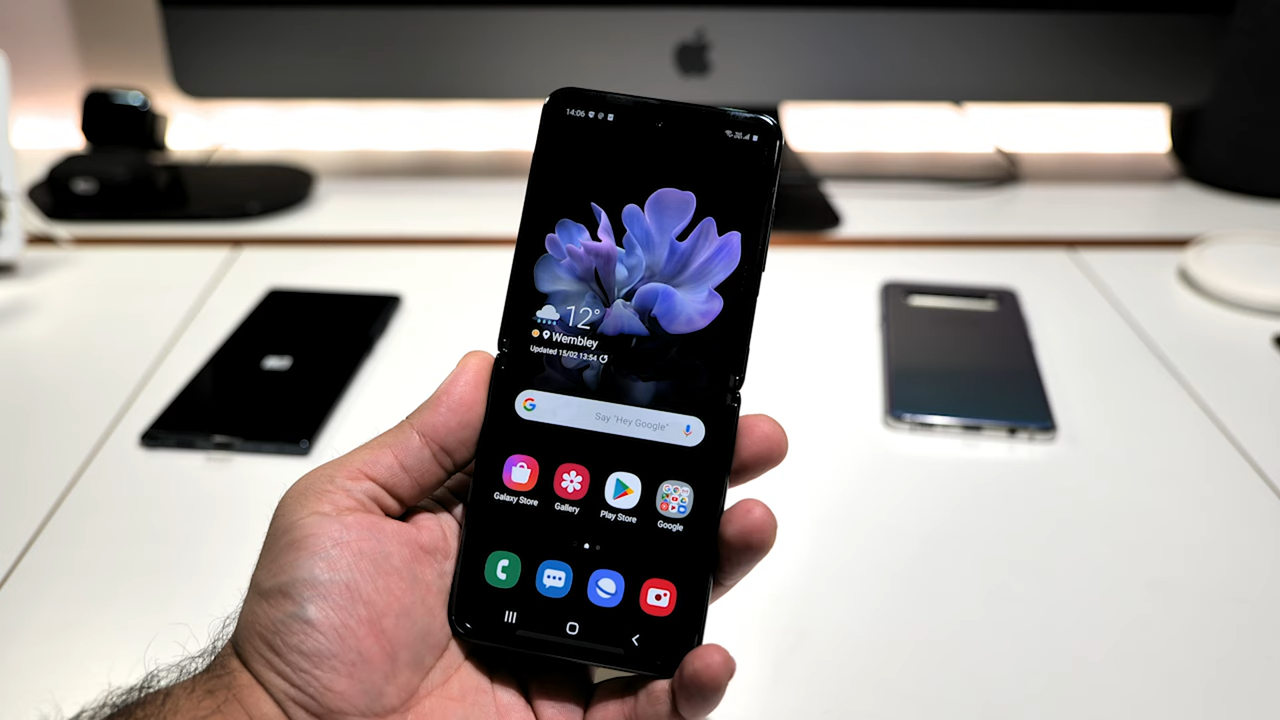 14:06
12°
Wembley
Updated 15/02 13:54
Say "Hey Google"
Galaxy Store
Gallery
Play Store
Google